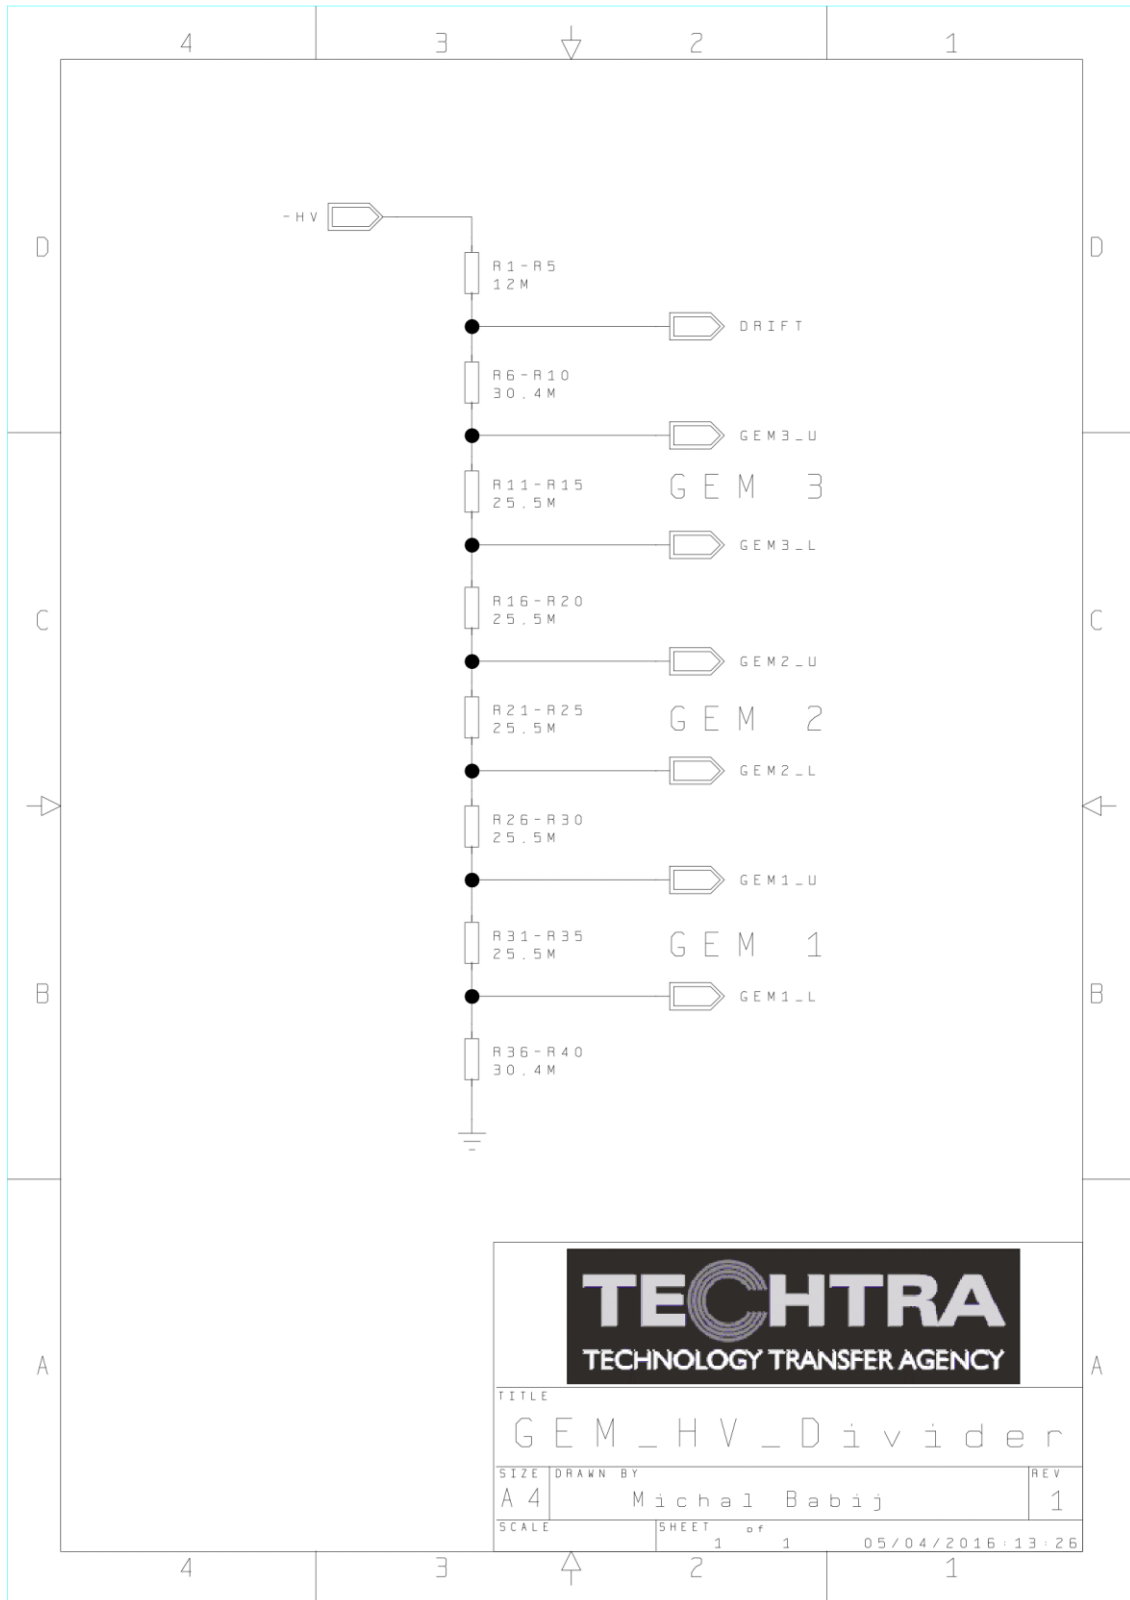 4 3 2 1
D D
-HV
R1-R5
12M
DRIFT
R6-R10
30.4M
GEM3_U
R11-R15
25.5M
GEM 3
GEM3_L
C C
R16-R20
25.5M
GEM2_U
R21-R25
25.5M
GEM 2
GEM2_L
R26-R30
25.5M
GEM1_U
R31-R35
25.5M
GEM 1
B B
GEM1_L
R36-R40
30.4M
TECHTRA
TECHNOLOGY TRANSFER AGENCY
A A
TITLE
GEM_HV_Divider
SIZE DRAWN BY REV
A4 Michal Babij 1
SCALE SHEET of
1 1 05/04/2016:13:26
4 3 2 1